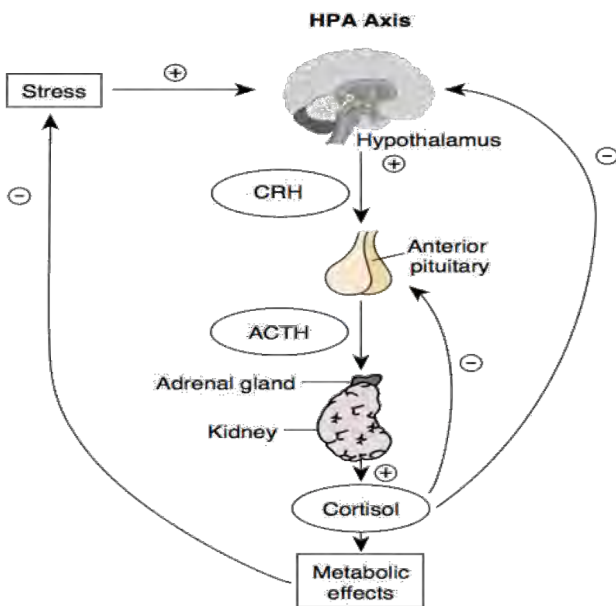 HPA Axis
+
Stress
Hypothalamus
+
−
−
CRH
Anterior
pituitary
ACTH
−
Adrenal gland
Kidney
+
Cortisol
Metabolic
effects